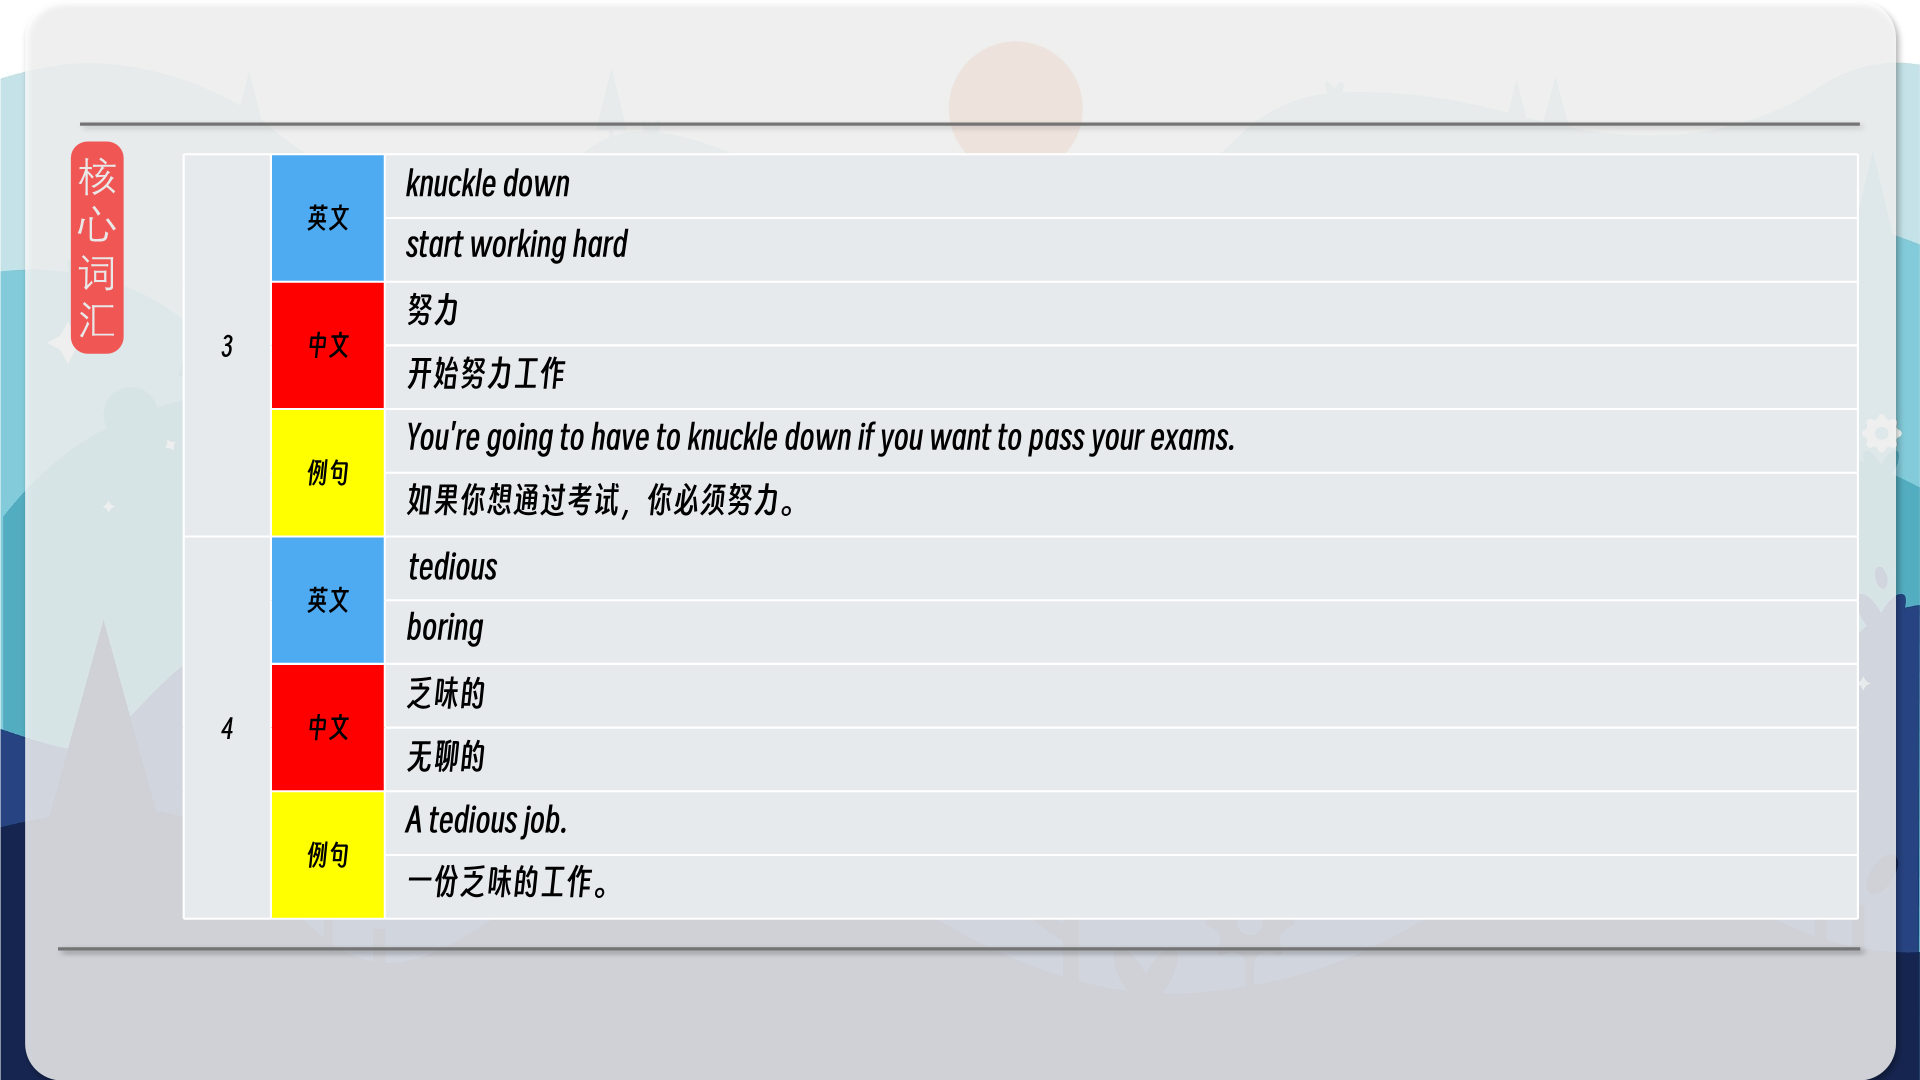 核
心
词
汇
3
英文
knuckle down
start working hard
中文
努力
开始努力工作
例句
You're going to have to knuckle down if you want to pass your exams.
如果你想通过考试，你必须努力。
4
英文
tedious
boring
中文
乏味的
无聊的
例句
A tedious job.
一份乏味的工作。